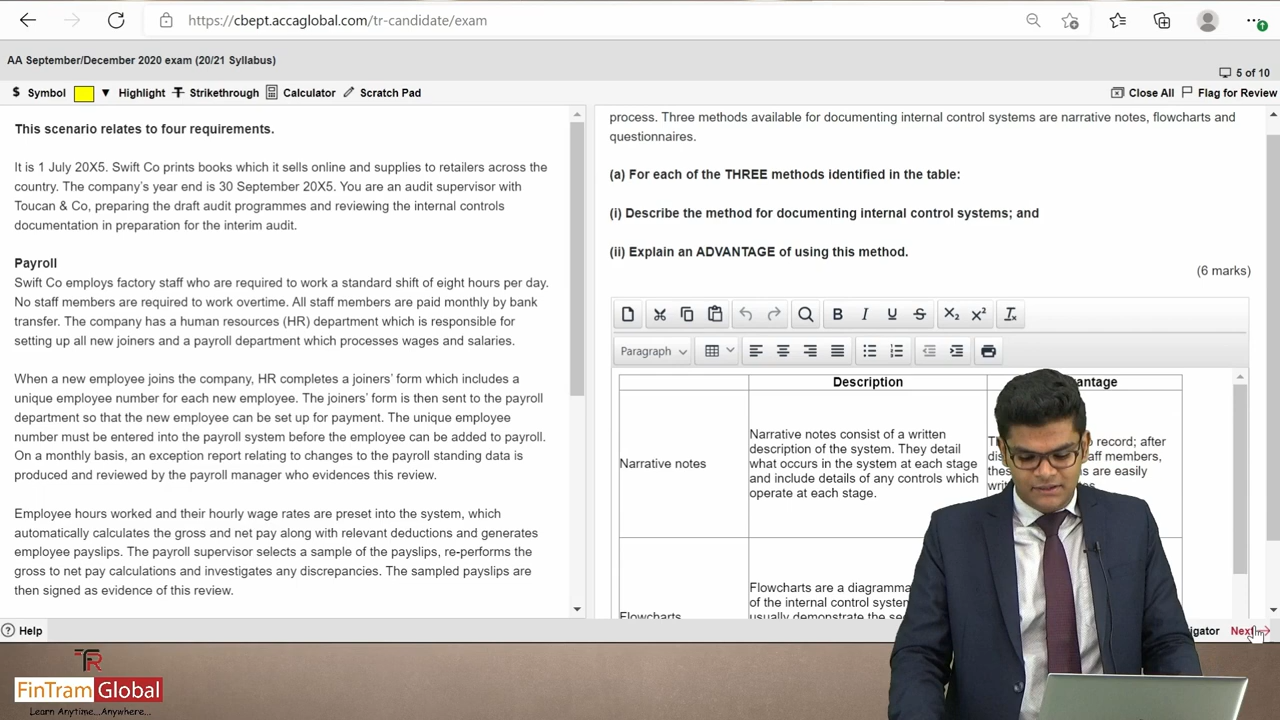 https://cbept.accaglobal.com/tr-candidate/exam
AA September/December 2020 exam (20/21 Syllabus)
5 of 10
$ Symbol Highlight T Strikethrough Calculator Scratch Pad
Close All Flag for Review
This scenario relates to four requirements.
It is 1 July 20X5. Swift Co prints books which it sells online and supplies to retailers across the
country. The company's year end is 30 September 20X5. You are an audit supervisor with
Toucan & Co, preparing the draft audit programmes and reviewing the internal controls
documentation in preparation for the interim audit.
Payroll
Swift Co employs factory staff who are required to work a standard shift of eight hours per day.
No staff members are required to work overtime. All staff members are paid monthly by bank
transfer. The company has a human resources (HR) department which is responsible for
setting up all new joiners and a payroll department which processes wages and salaries.
When a new employee joins the company, HR completes a joiners' form which includes a
unique employee number for each new employee. The joiners' form is then sent to the payroll
department so that the new employee can be set up for payment. The unique employee
number must be entered into the payroll system before the employee can be added to payroll.
On a monthly basis, an exception report relating to changes to the payroll standing data is
produced and reviewed by the payroll manager who evidences this review.
Employee hours worked and their hourly wage rates are preset into the system, which
automatically calculates the gross and net pay along with relevant deductions and generates
employee payslips. The payroll supervisor selects a sample of the payslips, re-performs the
gross to net pay calculations and investigates any discrepancies. The sampled payslips are
then signed as evidence of this review.
process. Three methods available for documenting internal control systems are narrative notes, flowcharts and
questionnaires.
(a) For each of the THREE methods identified in the table:
(i) Describe the method for documenting internal control systems; and
(ii) Explain an ADVANTAGE of using this method.
(6 marks)
B I U S X₂ X² Tx
Paragraph
Description
Narrative notes
Narrative notes consist of a written
description of the system. They detail
what occurs in the system at each stage
and include details of any controls which
operate at each stage.
record; after
Flowcharts
Flowcharts are a
of the internal control
usually demonstrate the
Help
Next
TR
FinTram Global
Learn Anytime...Anywhere...